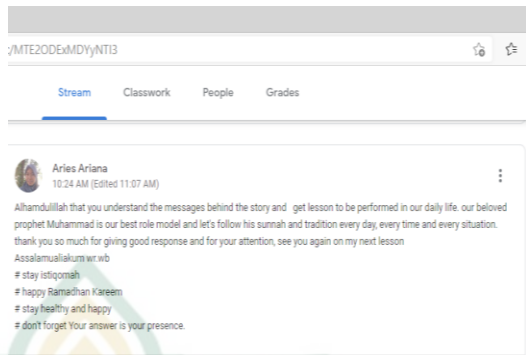 :/MTE2ODExMDYyNTI3
Stream Classwork People Grades
Aries Ariana
10:24 AM (Edited 11:07 AM)
Alhamdulillah that you understand the messages behind the story and get lesson to be performed in our daily life. our beloved
prophet Muhammad is our best role model and let's follow his sunnah and tradition every day, every time and every situation.
thank you so much for giving good response and for your attention, see you again on my next lesson
Assalamualiakum wr.wb
# stay istiqomah
# happy Ramadhan Kareem
# stay healthy and happy
# don't forget Your answer is your presence.